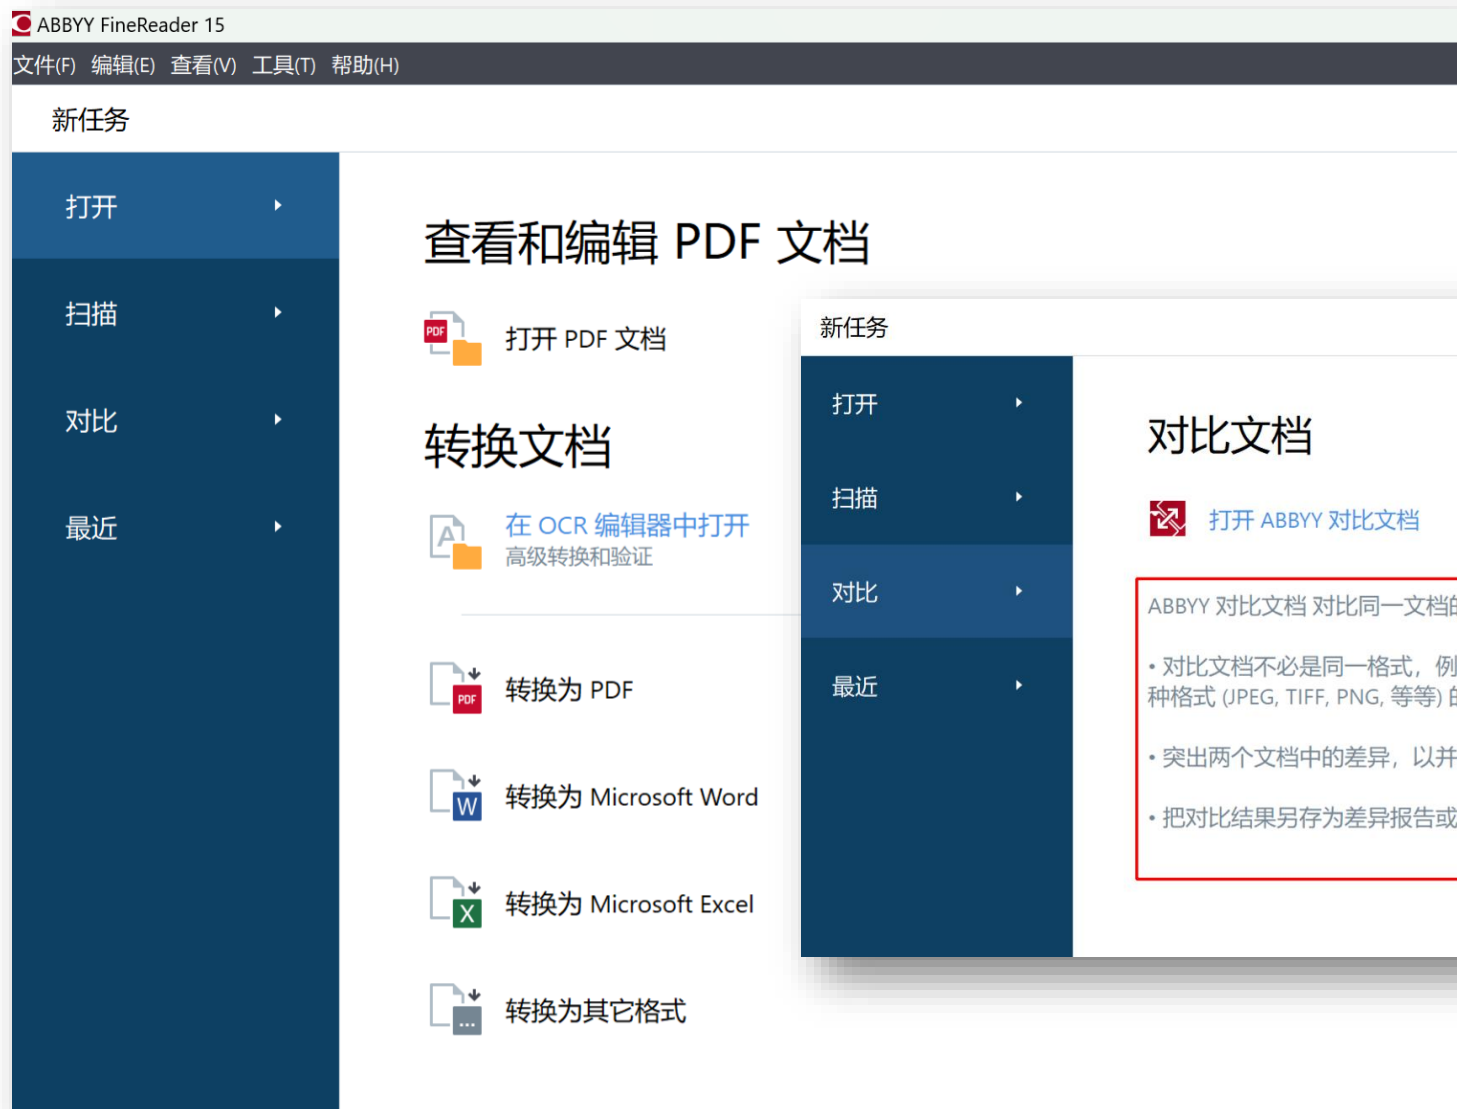 ABBYY FineReader 15
文件(F) 编辑(E) 查看(V) 工具(T) 帮助(H)
新任务
打开
扫描
对比
最近
查看和编辑 PDF 文档
PDF
打开 PDF 文档
转换文档
A
在 OCR 编辑器中打开
高级转换和验证
PDF
转换为 PDF
W
转换为 Microsoft Word
X
转换为 Microsoft Excel
...
转换为其它格式
新任务
打开
扫描
对比
最近
对比文档
打开 ABBYY 对比文档
ABBYY 对比文档 对比同一文档的
• 对比文档不必是同一格式，例
种格式 (JPEG, TIFF, PNG, 等等)
• 突出两个文档中的差异，以并
• 把对比结果另存为差异报告或